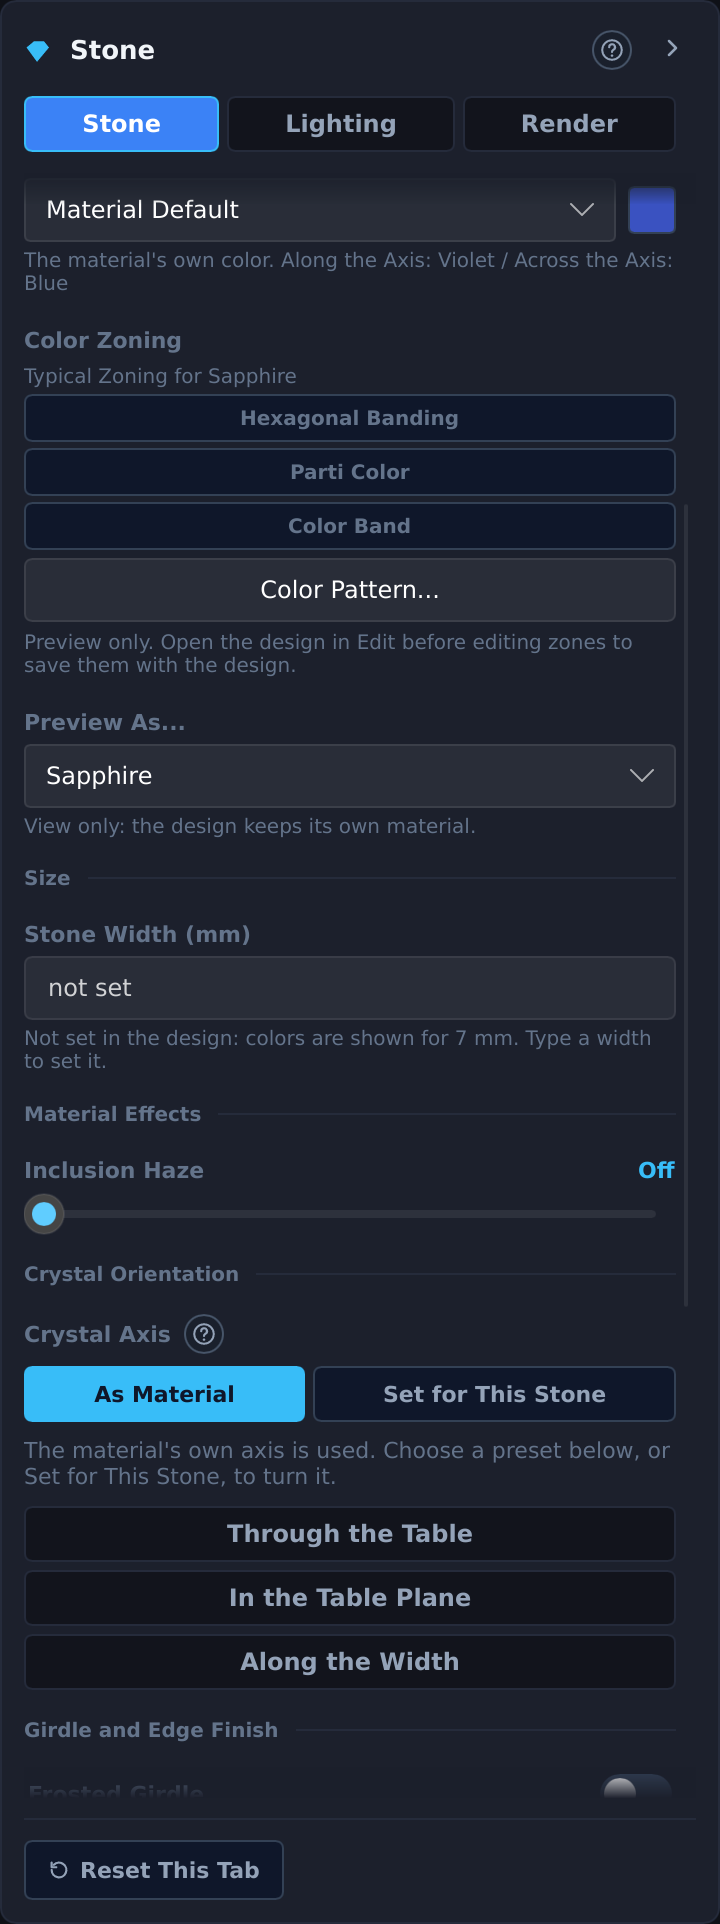 Stone
Stone
Lighting
Render
Material Default
The material's own color. Along the Axis: Violet / Across the Axis:
Blue
Color Zoning
Typical Zoning for Sapphire
Hexagonal Banding
Parti Color
Color Band
Color Pattern...
Preview only. Open the design in Edit before editing zones to
save them with the design.
Preview As...
Sapphire
View only: the design keeps its own material.
Size
Stone Width (mm)
not set
Not set in the design: colors are shown for 7 mm. Type a width
to set it.
Material Effects
Inclusion Haze
Off
Crystal Orientation
Crystal Axis
As Material
Set for This Stone
The material's own axis is used. Choose a preset below, or
Set for This Stone, to turn it.
Through the Table
In the Table Plane
Along the Width
Girdle and Edge Finish
Frosted Girdle
Reset This Tab